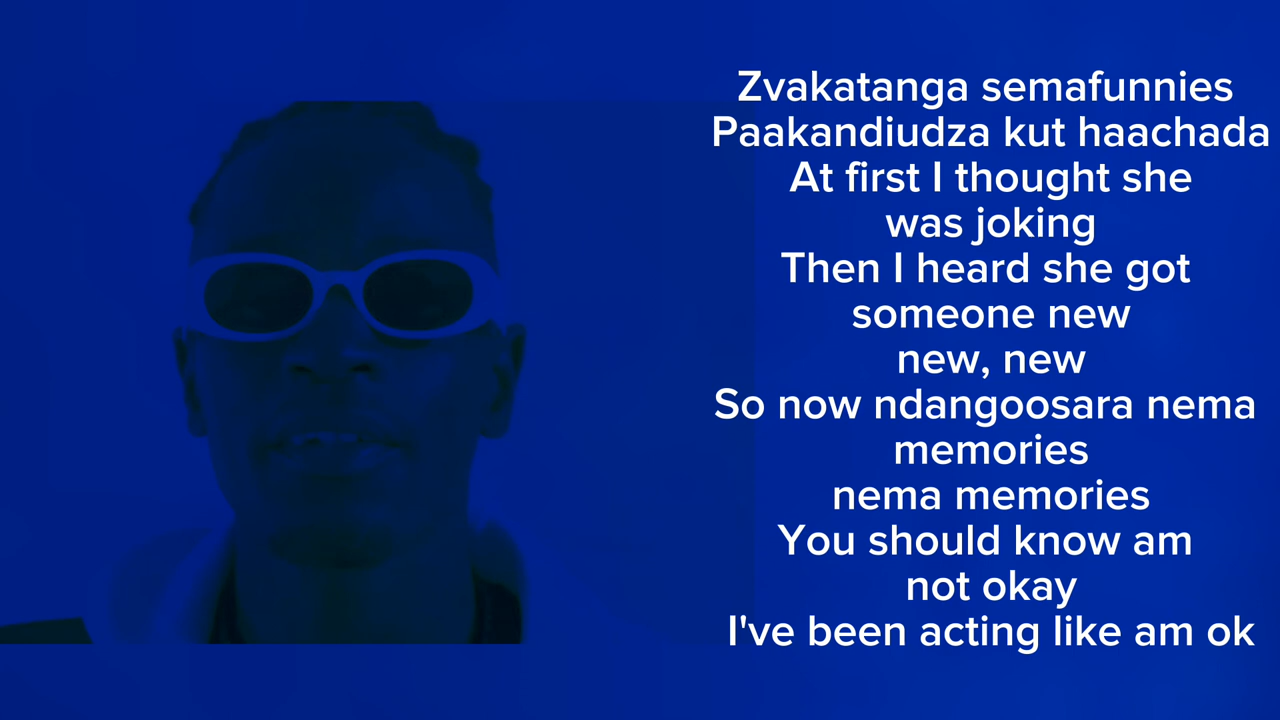 Zvakatanga semafunnies
Paakandiudza kut haachada
At first I thought she
was joking
Then I heard she got
someone new
new, new
So now ndangoosara nema
memories
nema memories
You should know am
not okay
I've been acting like am ok